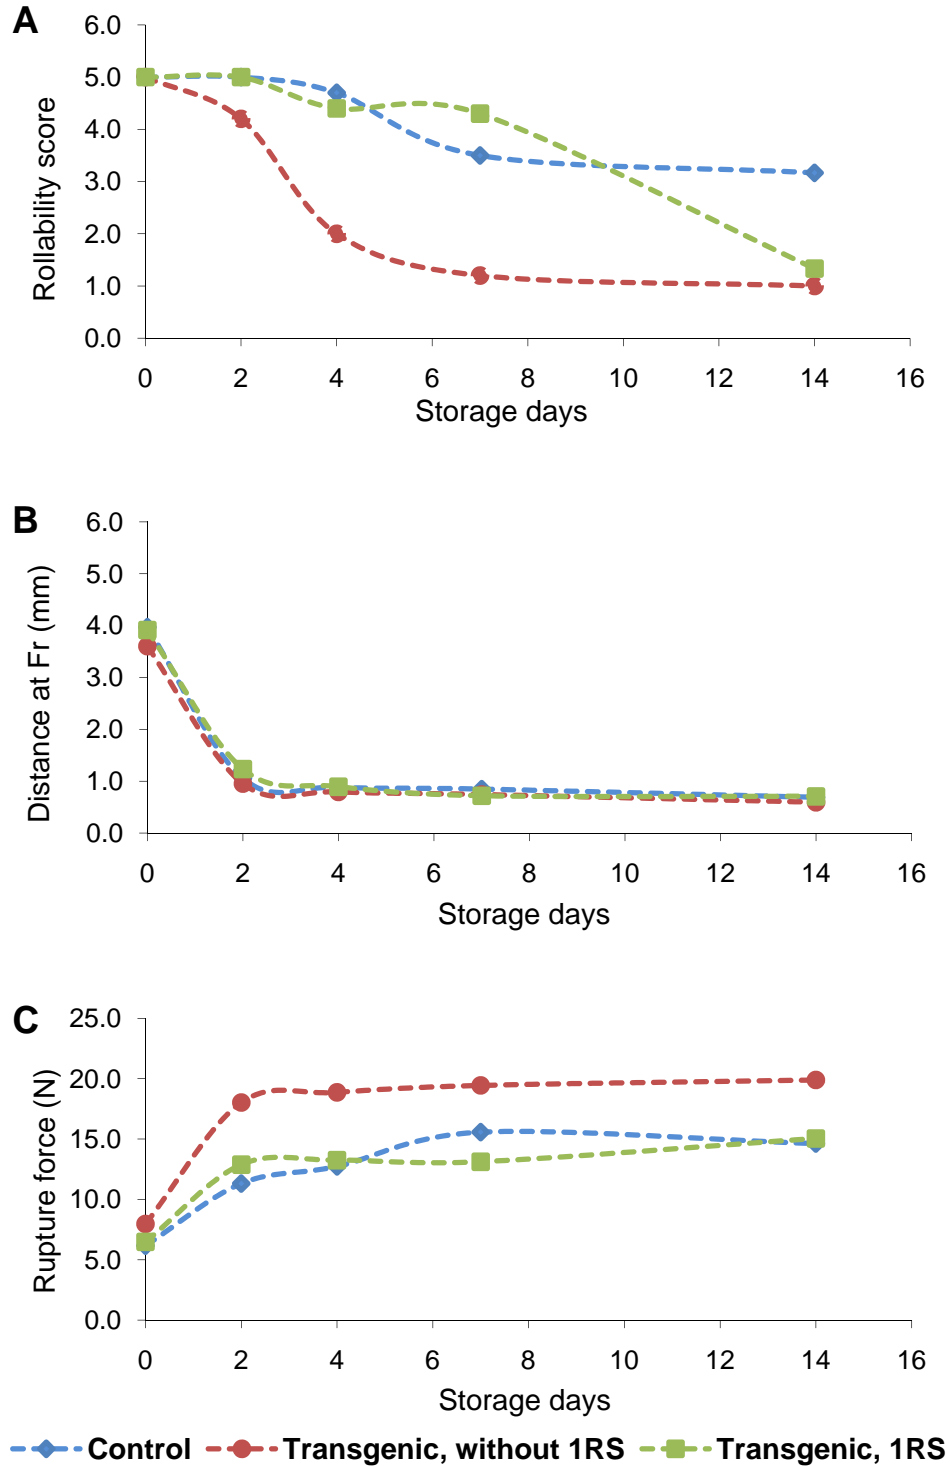 A
6.0
5.0
4.0
3.0
2.0
1.0
0.0
Rollability score
0 2 4 6 8 10 12 14 16
Storage days
B
6.0
5.0
4.0
3.0
2.0
1.0
0.0
Distance at Fr (mm)
0 2 4 6 8 10 12 14 16
Storage days
C
25.0
20.0
15.0
10.0
5.0
0.0
Rupture force (N)
0 2 4 6 8 10 12 14 16
Storage days
Control Transgenic, without 1RS Transgenic, 1RS